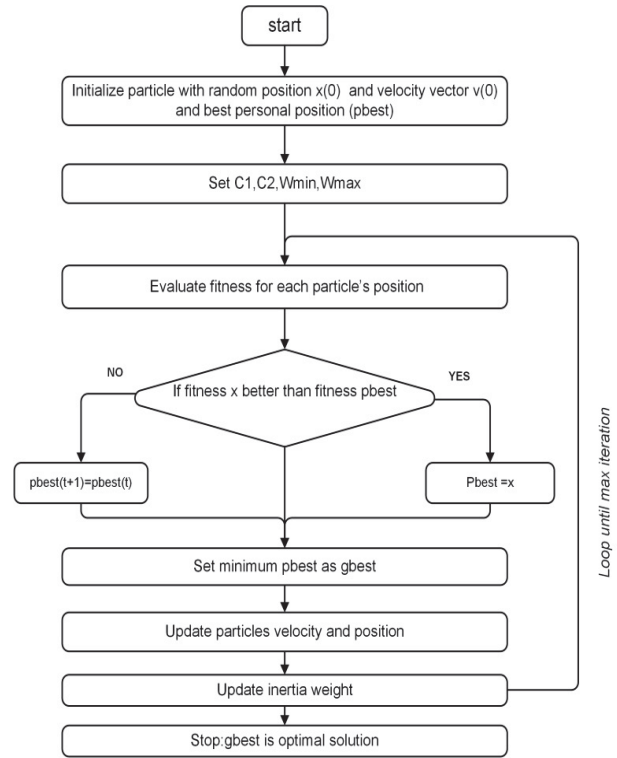 start
Initialize particle with random position x(0) and velocity vector v(0)
and best personal position (pbest)
Set C1,C2,Wmin,Wmax
Evaluate fitness for each particle's position
If fitness x better than fitness pbest
NO
YES
pbest(t+1)=pbest(t)
Pbest =x
Set minimum pbest as gbest
Update particles velocity and position
Update inertia weight
Stop:gbest is optimal solution
Loop until max iteration